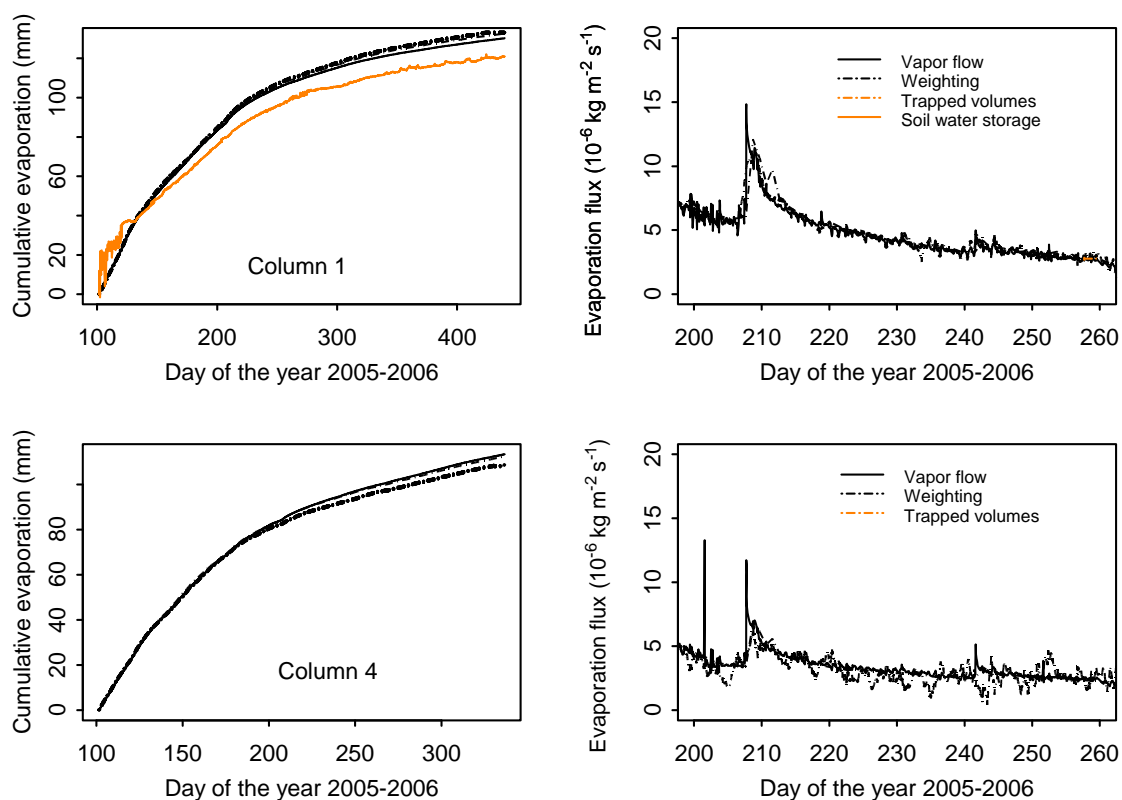 Cumulative evaporation (mm)
0 20 60 100
Column 1
100 200 300 400
Day of the year 2005-2006
Evaporation flux (10⁻⁶ kg m⁻² s⁻¹)
0 5 10 15 20
Vapor flow
Weighting
Trapped volumes
Soil water storage
200 210 220 230 240 250 260
Day of the year 2005-2006
Cumulative evaporation (mm)
0 20 40 60 80
Column 4
100 150 200 250 300
Day of the year 2005-2006
Evaporation flux (10⁻⁶ kg m⁻² s⁻¹)
0 5 10 15 20
Vapor flow
Weighting
Trapped volumes
200 210 220 230 240 250 260
Day of the year 2005-2006